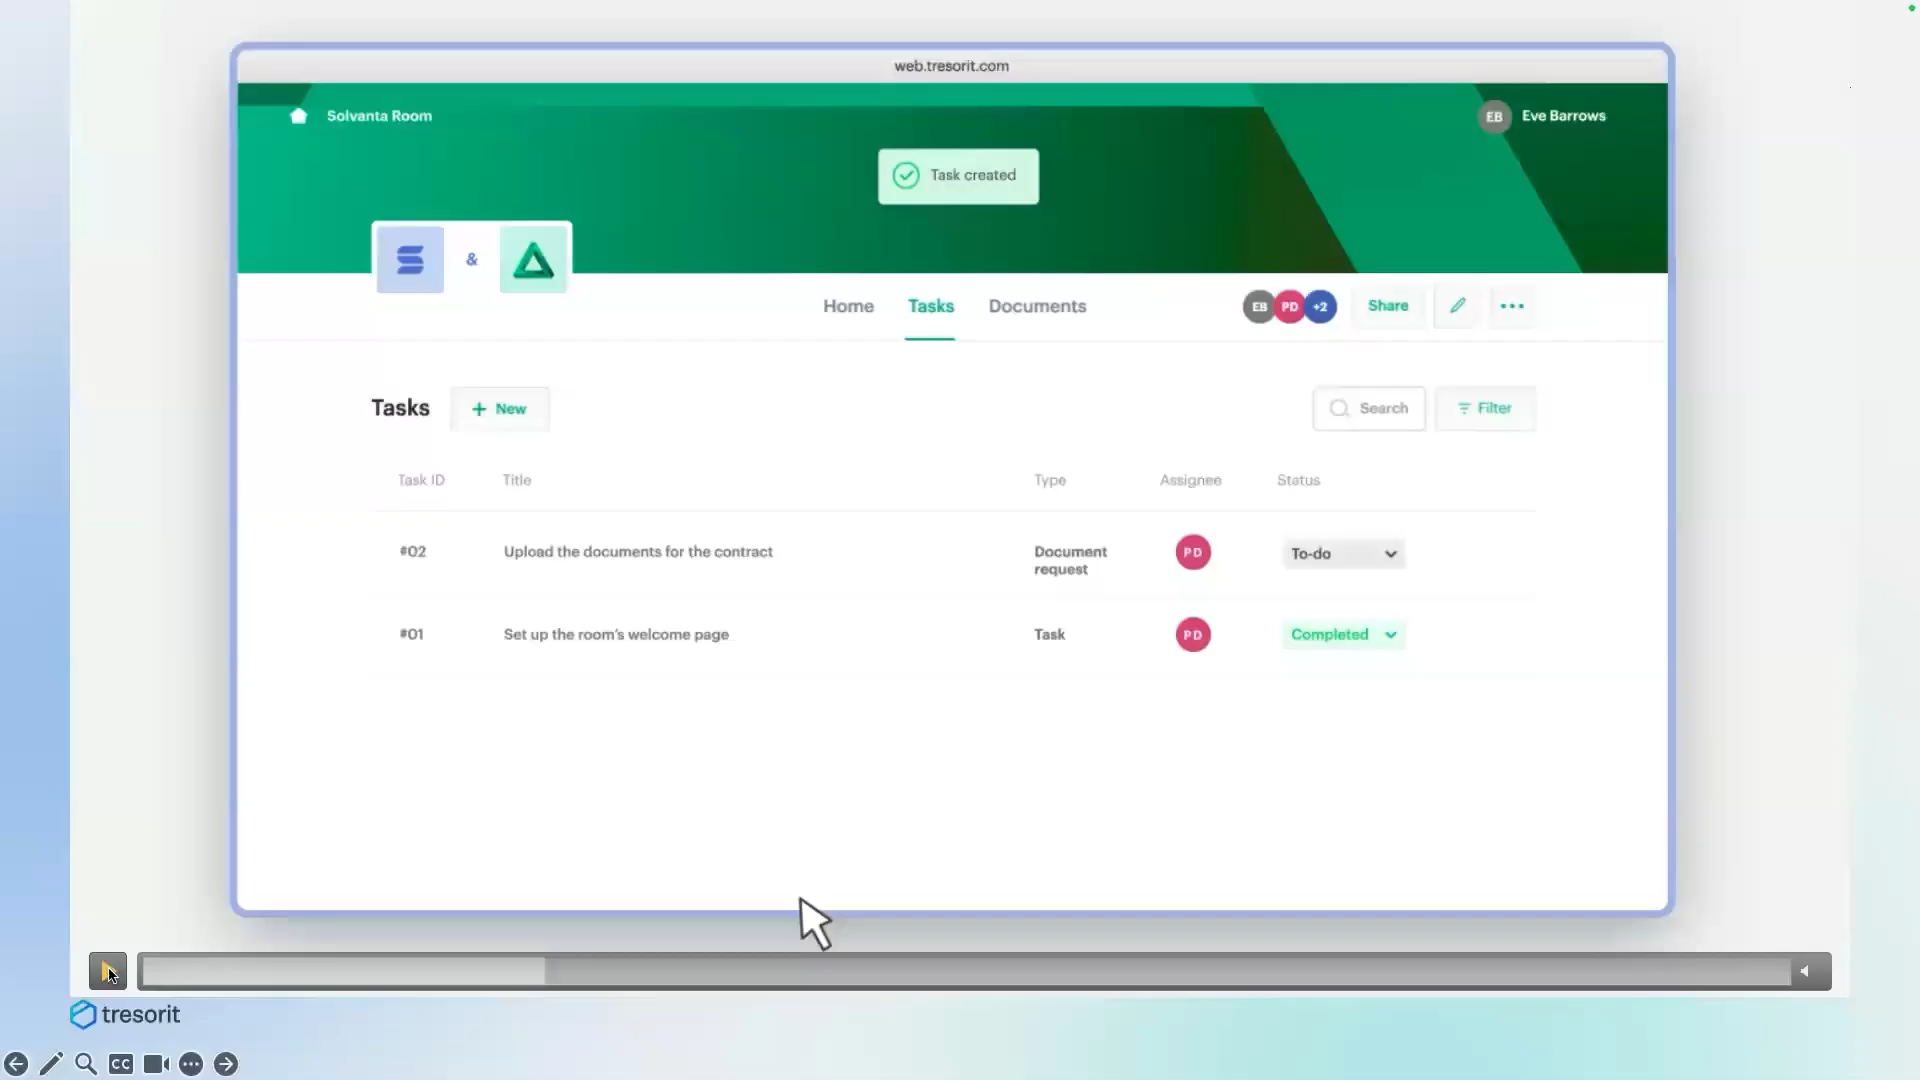 web.tresorit.com
Solvanta Room
EB Eve Barrows
Task created
&
Home Tasks Documents EB PD +2 Share
Tasks + New Search Filter
Task ID Title Type Assignee Status
#02 Upload the documents for the contract Document request PD To-do
#01 Set up the room's welcome page Task PD Completed
tresorit
CC